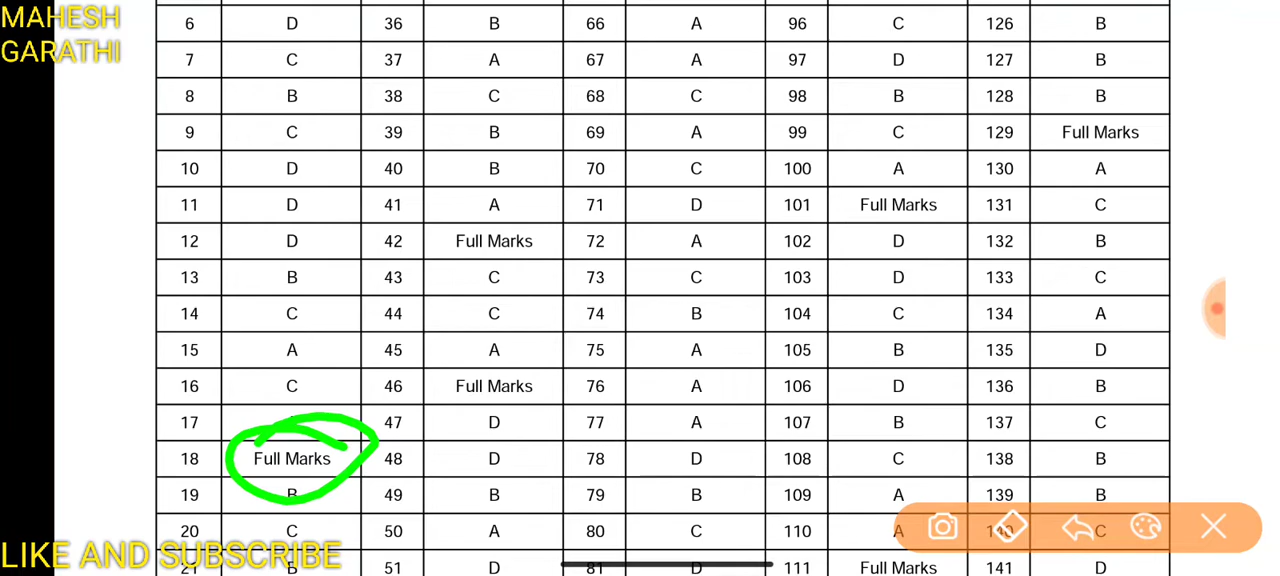 MAHESH
GARATHI
6 D 36 B 66 A 96 C 126 B
7 C 37 A 67 A 97 D 127 B
8 B 38 C 68 C 98 B 128 B
9 C 39 B 69 A 99 C 129 Full Marks
10 D 40 B 70 C 100 A 130 A
11 D 41 A 71 D 101 Full Marks 131 C
12 D 42 Full Marks 72 A 102 D 132 B
13 B 43 C 73 C 103 D 133 C
14 C 44 C 74 B 104 C 134 A
15 A 45 A 75 A 105 B 135 D
16 C 46 Full Marks 76 A 106 D 136 B
17 47 D 77 A 107 B 137 C
18 Full Marks 48 D 78 D 108 C 138 B
19 B 49 B 79 B 109 A 139 B
20 C 50 A 80 C 110 A 140 C
21 B 51 D 81 D 111 Full Marks 141 D
LIKE AND SUBSCRIBE